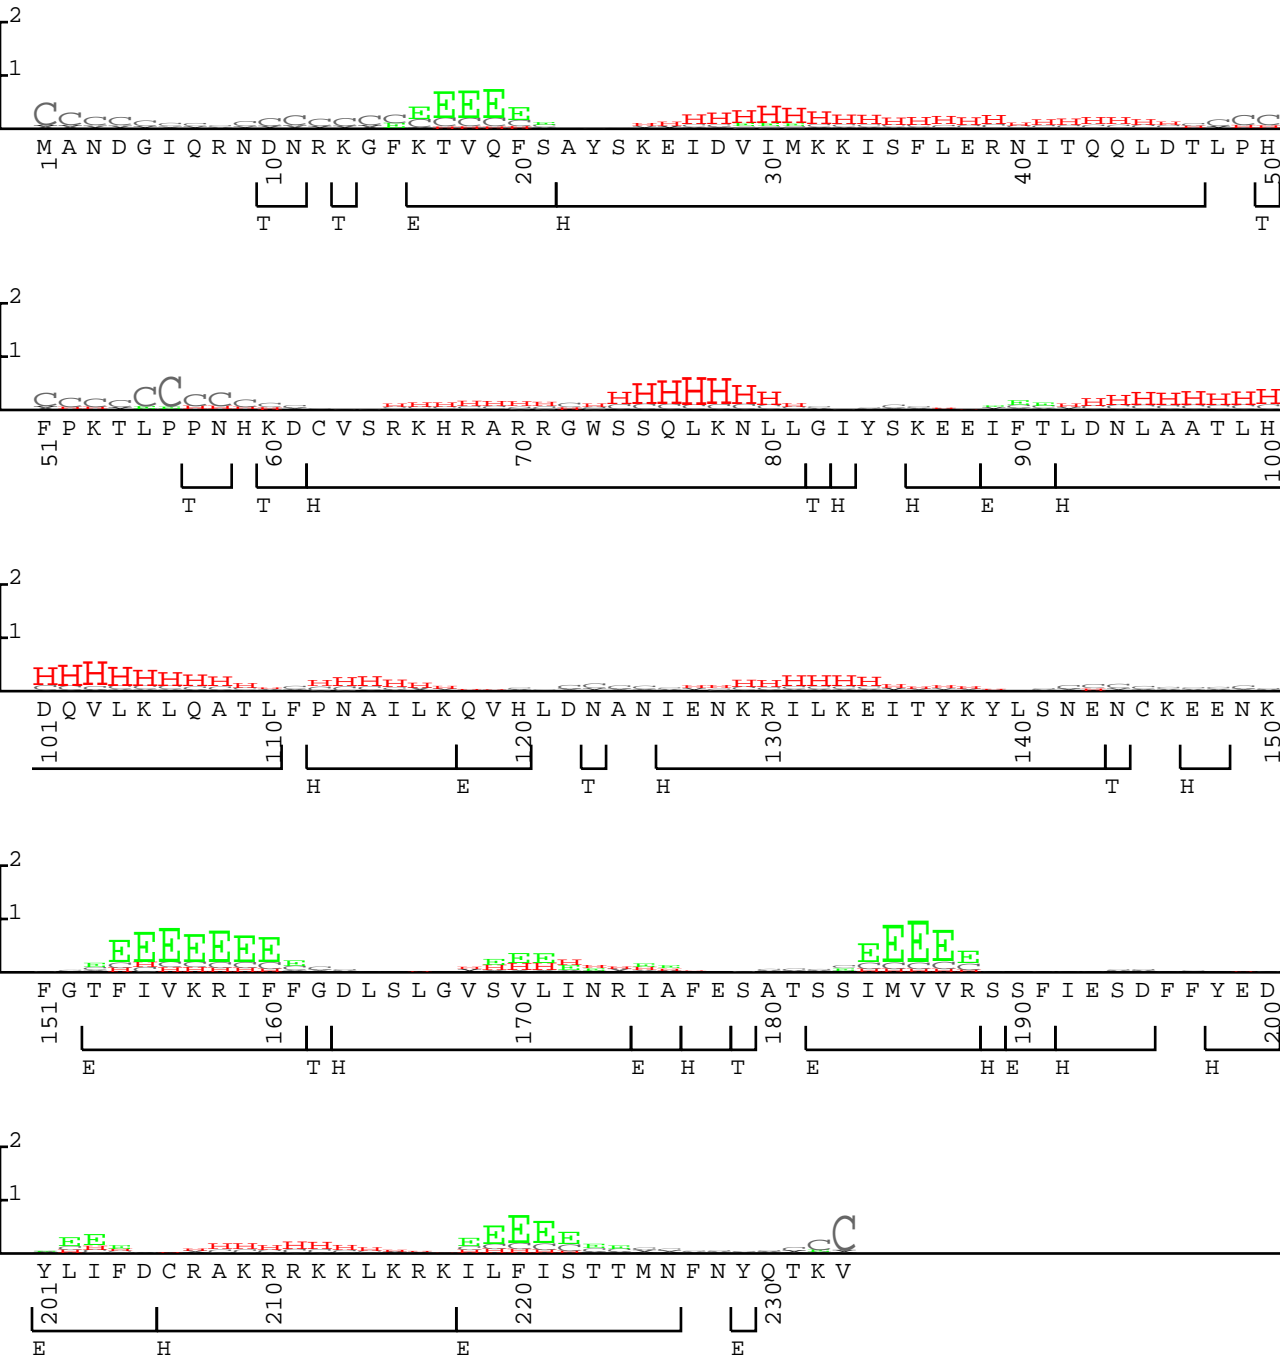 2
1
C C C C C C C C C C C C C C C E E E E E H H H H H H H H H H H H H H H H H H H H H H C C C
M A N D G I Q R N D N R K G F K T V Q F S A Y S K E I D V I M K K I S F L E R N I T Q Q L D T L P H
1 10 20 30 40 50
T T E H T
2
1
C C C C C C C C C C C H H H H H H H H H H H H H H E E H H H H H H H H H
F P K T L P P N H K D C V S R K H R A R R G W S S Q L K N L L G I Y S K E E I F T L D N L A A T L H
51 60 70 80 90 100
T T H T H H E H
2
1
H H H H H H H H H H H H H H H H H H H H H H
D Q V L K L Q A T L F P N A I L K Q V H L D N A N I E N K R I L K E I T Y K Y L S N E N C K E E N K
101 110 120 130 140 150
H E T H T H
2
1
E E E E E E E E E E E E H E E E E E
F G T F I V K R I F F G D L S L G V S V L I N R I A F E S A T S S I M V V R S S F I E S D F F Y E D
151 160 170 180 190 200
E T H E H T E H E H H
2
1
E E H H H H H H H E E E E E C C
Y L I F D C R A K R R K K L K R K I L F I S T T M N F N Y Q T K V
201 210 220 230
E H E E